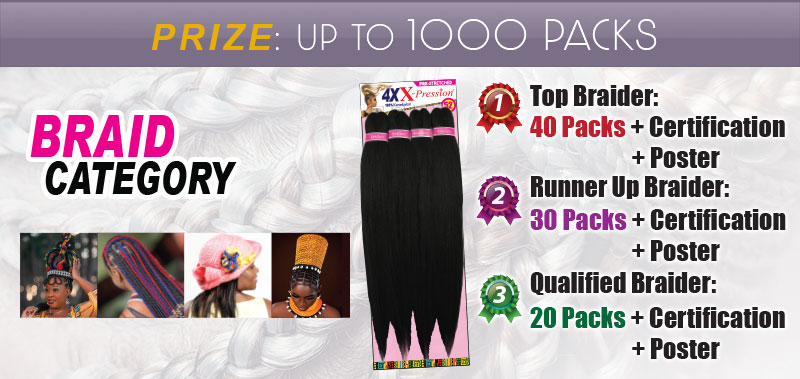 PRIZE: UP TO 1000 PACKS
BRAID
CATEGORY
PRE-STRETCHED
4X X-Pression
1 Top Braider:
40 Packs + Certification
+ Poster
2 Runner Up Braider:
30 Packs + Certification
+ Poster
3 Qualified Braider:
20 Packs + Certification
+ Poster